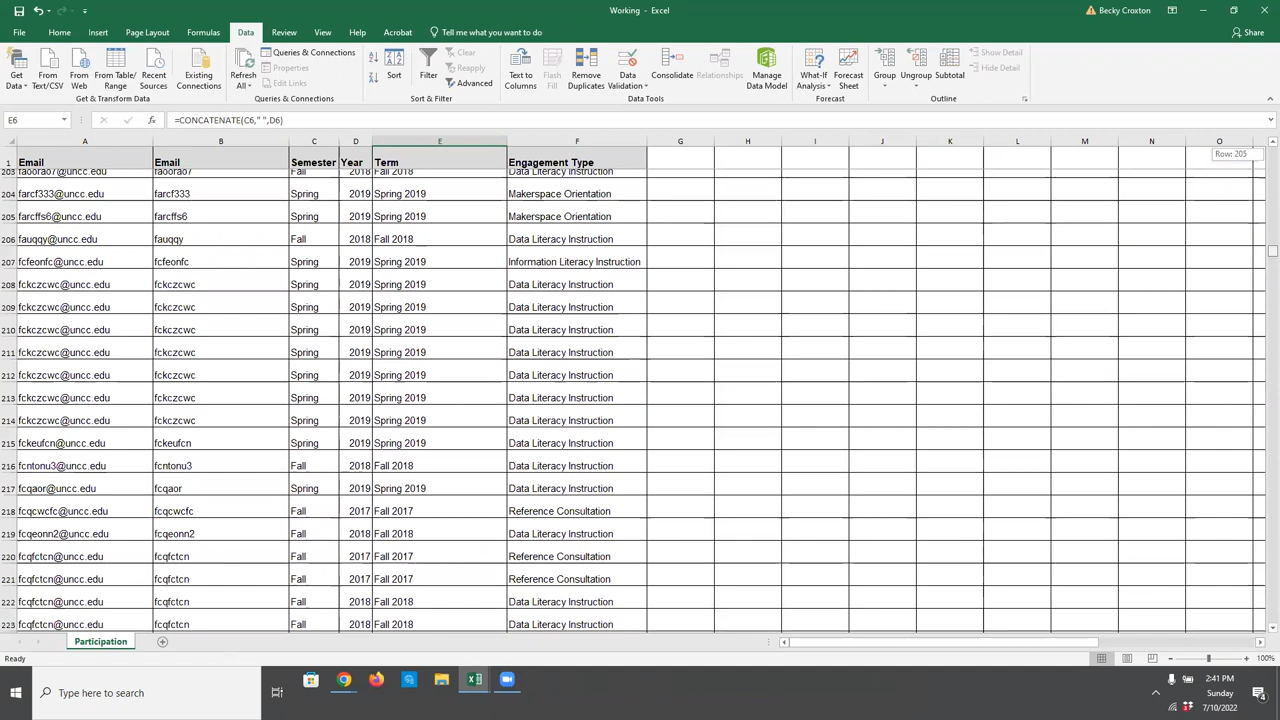 Working - Excel
Becky Croxton
File Home Insert Page Layout Formulas Data Review View Help Acrobat Tell me what you want to do Share
Get Data From Text/CSV From Web From Table/Range Recent Sources Existing Connections
Get & Transform Data
Refresh All Queries & Connections Properties Edit Links
Queries & Connections
Sort Filter Clear Reapply Advanced
Sort & Filter
Text to Columns Flash Fill Remove Duplicates Data Validation Consolidate Relationships Manage Data Model
Data Tools
What-If Analysis Forecast Sheet
Forecast
Group Ungroup Subtotal Show Detail Hide Detail
Outline
E6 fx =CONCATENATE(C6," ",D6)
A B C D E F G H I J K L M N O
1 Email Email Semester Year Term Engagement Type
Row: 205
203 faoorao7@uncc.edu faoorao7 Fall 2018 Fall 2018 Data Literacy Instruction
204 farcf333@uncc.edu farcf333 Spring 2019 Spring 2019 Makerspace Orientation
205 farcffs6@uncc.edu farcffs6 Spring 2019 Spring 2019 Makerspace Orientation
206 fauqqy@uncc.edu fauqqy Fall 2018 Fall 2018 Data Literacy Instruction
207 fcfeonfc@uncc.edu fcfeonfc Spring 2019 Spring 2019 Information Literacy Instruction
208 fckczcwc@uncc.edu fckczcwc Spring 2019 Spring 2019 Data Literacy Instruction
209 fckczcwc@uncc.edu fckczcwc Spring 2019 Spring 2019 Data Literacy Instruction
210 fckczcwc@uncc.edu fckczcwc Spring 2019 Spring 2019 Data Literacy Instruction
211 fckczcwc@uncc.edu fckczcwc Spring 2019 Spring 2019 Data Literacy Instruction
212 fckczcwc@uncc.edu fckczcwc Spring 2019 Spring 2019 Data Literacy Instruction
213 fckczcwc@uncc.edu fckczcwc Spring 2019 Spring 2019 Data Literacy Instruction
214 fckczcwc@uncc.edu fckczcwc Spring 2019 Spring 2019 Data Literacy Instruction
215 fckeufcn@uncc.edu fckeufcn Spring 2019 Spring 2019 Data Literacy Instruction
216 fcntonu3@uncc.edu fcntonu3 Fall 2018 Fall 2018 Data Literacy Instruction
217 fcqaor@uncc.edu fcqaor Spring 2019 Spring 2019 Data Literacy Instruction
218 fcqcwcfc@uncc.edu fcqcwcfc Fall 2017 Fall 2017 Reference Consultation
219 fcqeonn2@uncc.edu fcqeonn2 Fall 2018 Fall 2018 Data Literacy Instruction
220 fcqfctcn@uncc.edu fcqfctcn Fall 2017 Fall 2017 Reference Consultation
221 fcqfctcn@uncc.edu fcqfctcn Fall 2017 Fall 2017 Reference Consultation
222 fcqfctcn@uncc.edu fcqfctcn Fall 2018 Fall 2018 Data Literacy Instruction
223 fcqfctcn@uncc.edu fcqfctcn Fall 2018 Fall 2018 Data Literacy Instruction
Participation
Ready 100%
Type here to search
2:41 PM
Sunday
7/10/2022
4